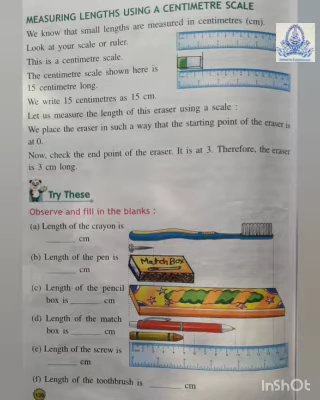 MEASURING LENGTHS USING A CENTIMETRE SCALE
We know that small lengths are measured in centimetres (cm).
Look at your scale or ruler.
This is a centimetre scale.
The centimetre scale shown here is
15 centimetre long.
We write 15 centimetres as 15 cm.
Let us measure the length of this eraser using a scale :
We place the eraser in such a way that the starting point of the eraser is
at 0.
Now, check the end point of the eraser. It is at 3. Therefore, the eraser
is 3 cm long.
Try These
Observe and fill in the blanks :
(a) Length of the crayon is
______ cm
(b) Length of the pen is
______ cm
Match Box
(c) Length of the pencil
box is ______ cm
(d) Length of the match
box is ______ cm
(e) Length of the screw is
______ cm
(f) Length of the toothbrush is ______ cm
InShOt